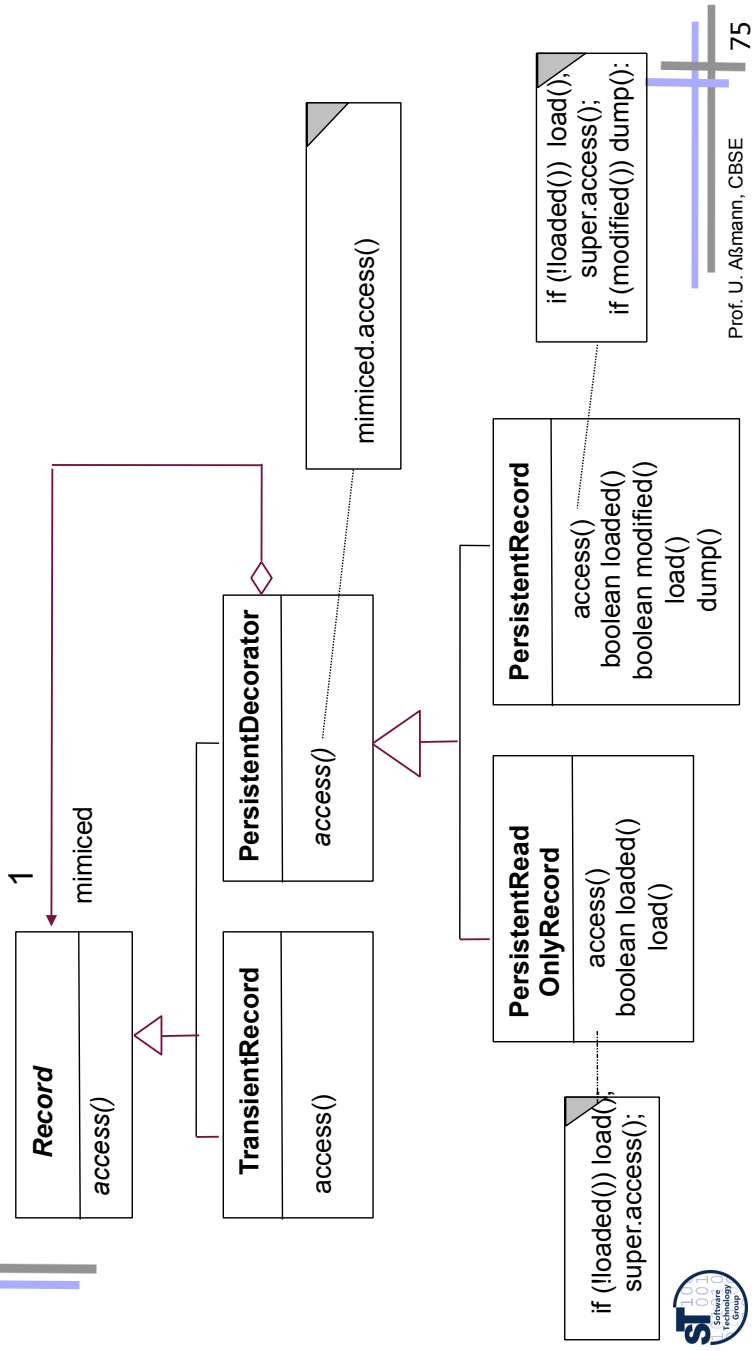 1
Record
access()
mimiced
TransientRecord
access()
PersistentDecorator
access()
mimiced.access()
PersistentRead
OnlyRecord
access()
boolean loaded()
load()
PersistentRecord
access()
boolean loaded()
boolean modified()
load()
dump()
if (!loaded()) load(),
super.access();
if (!loaded()) load(),
super.access();
if (modified()) dump():
ST
Software
Technology
Group
Prof. U. Aßmann, CBSE
75